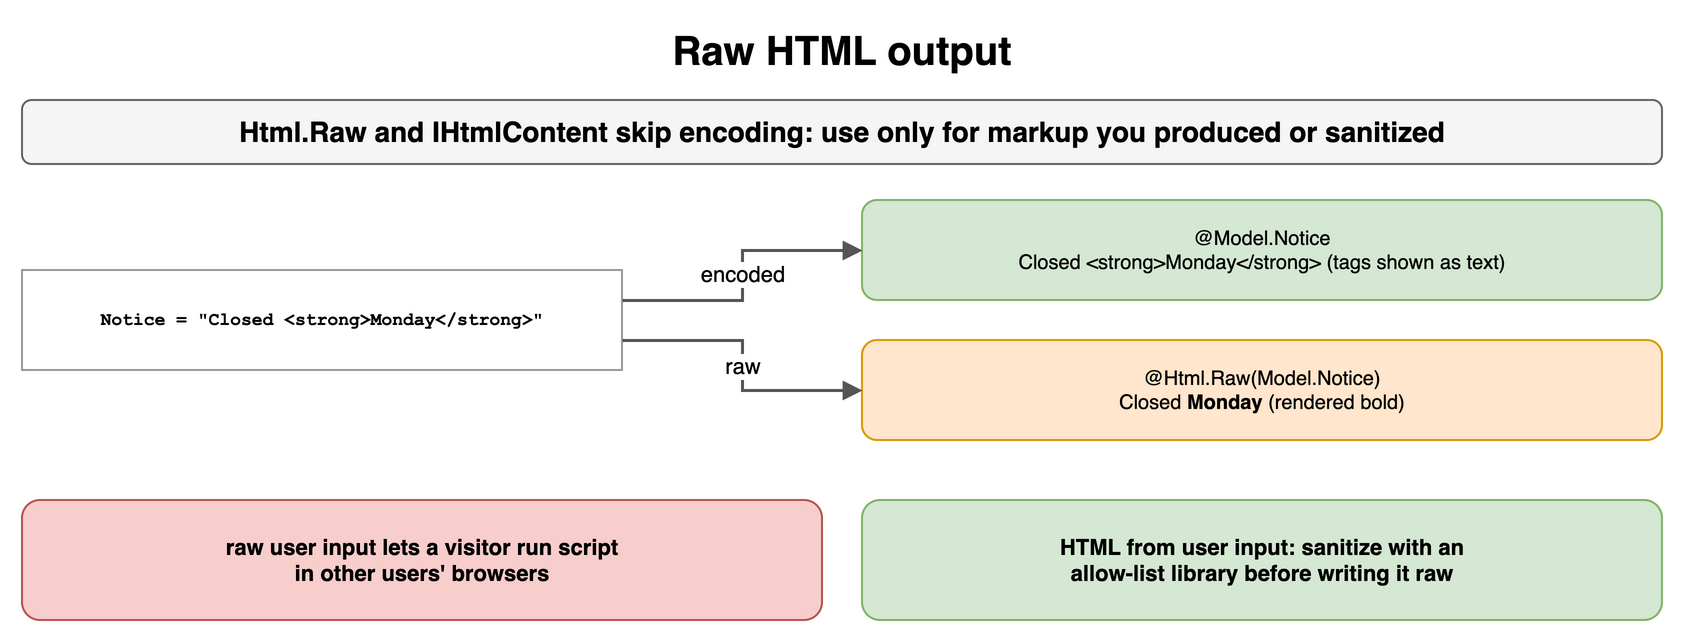 Raw HTML output
Html.Raw and IHtmlContent skip encoding: use only for markup you produced or sanitized
Notice = "Closed <strong>Monday</strong>"
encoded
@Model.Notice
Closed <strong>Monday</strong> (tags shown as text)
raw
@Html.Raw(Model.Notice)
Closed Monday (rendered bold)
raw user input lets a visitor run script
in other users' browsers
HTML from user input: sanitize with an
allow-list library before writing it raw